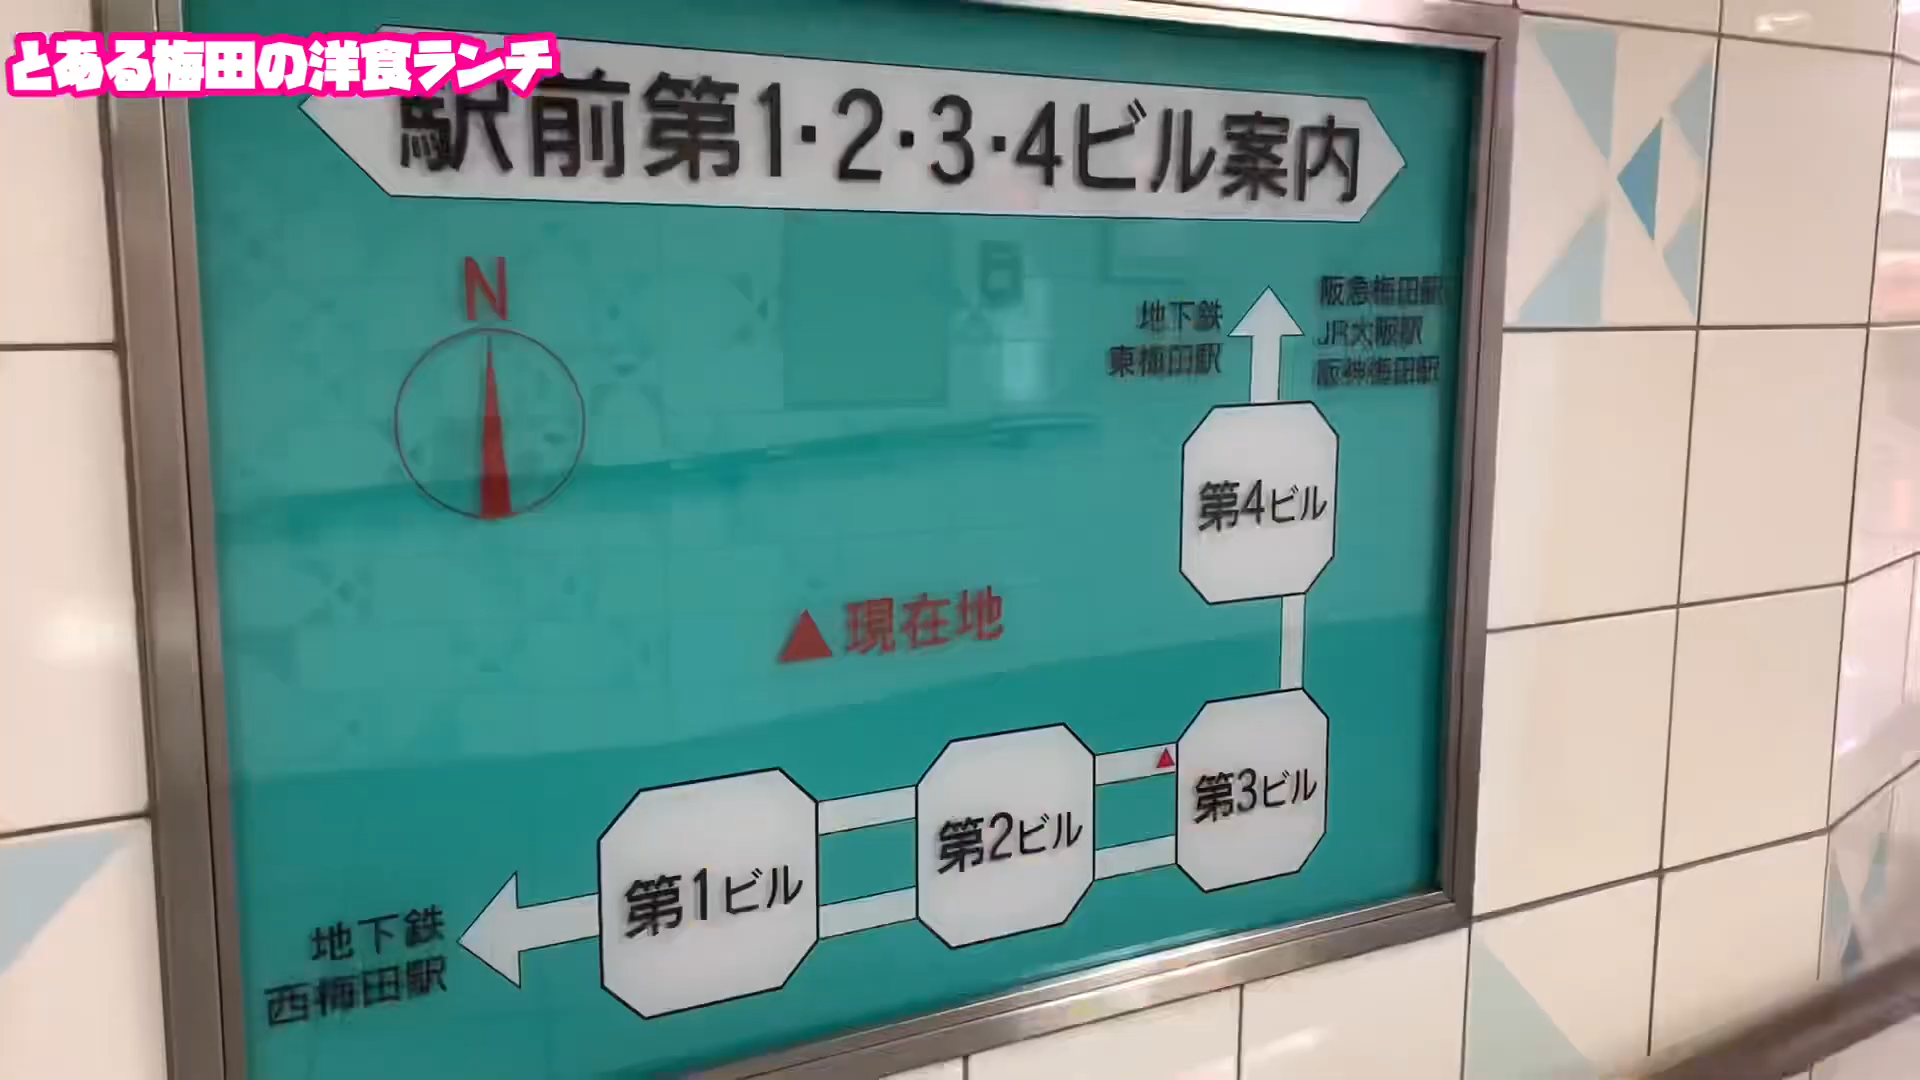 とある梅田の洋食ランチ
駅前第1・2・3・4ビル案内
N
地下鉄
東梅田駅
阪急梅田駅
JR大阪駅
阪神梅田駅
第4ビル
▲現在地
第3ビル
第2ビル
第1ビル
地下鉄
西梅田駅